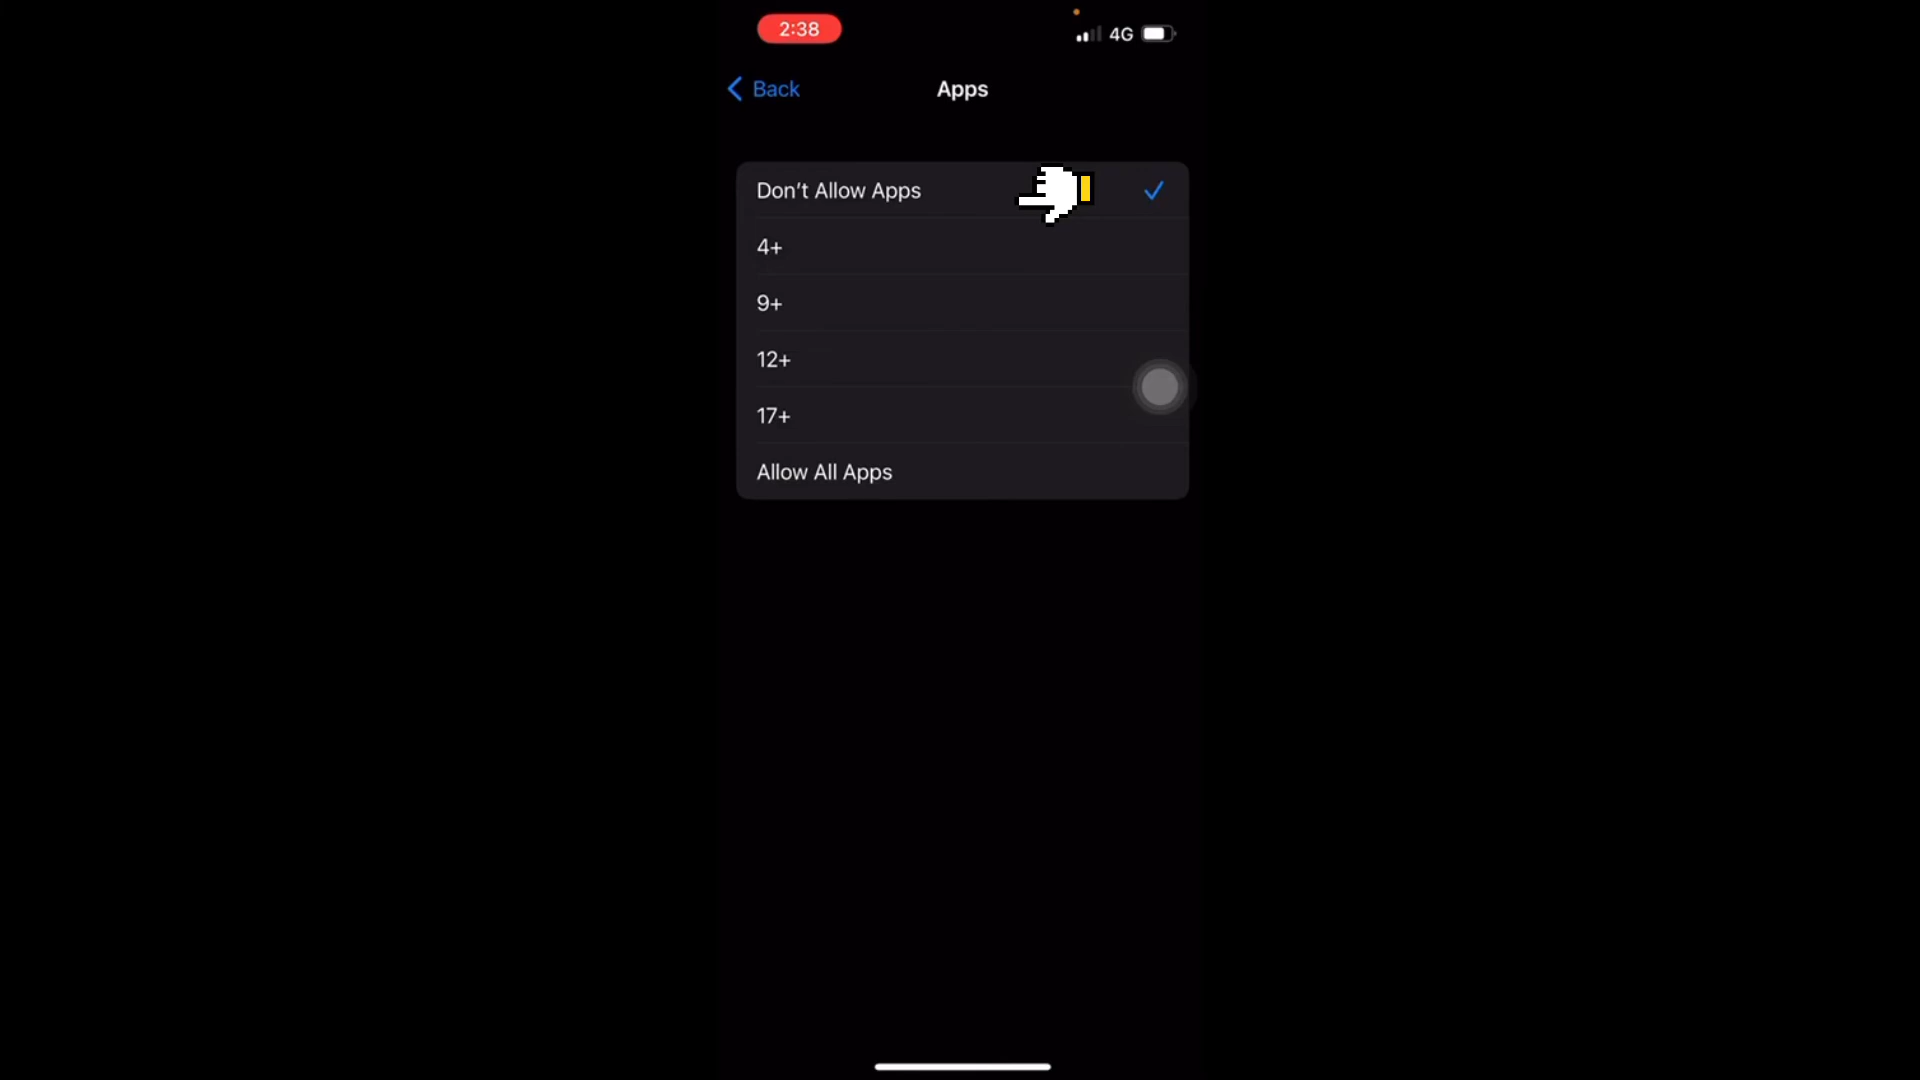 2:38
4G
Back
Apps
Don't Allow Apps
4+
9+
12+
17+
Allow All Apps